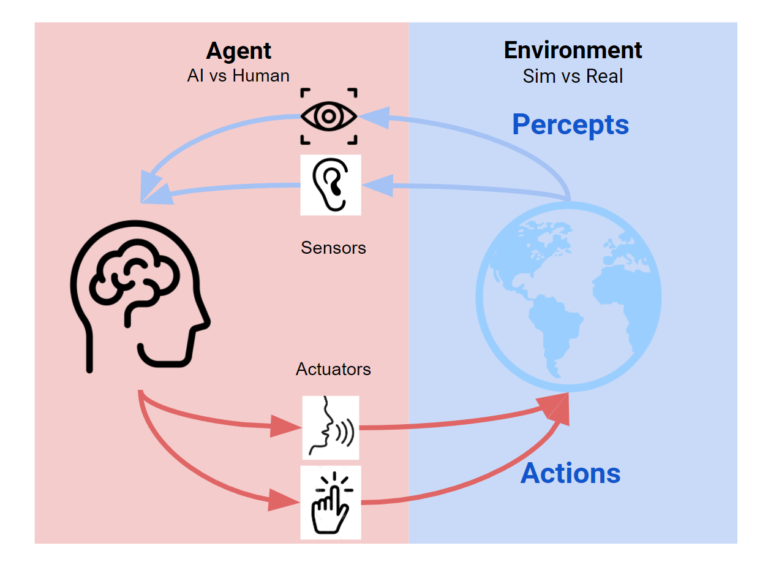 Agent
AI vs Human
Environment
Sim vs Real
Percepts
Sensors
Actuators
Actions